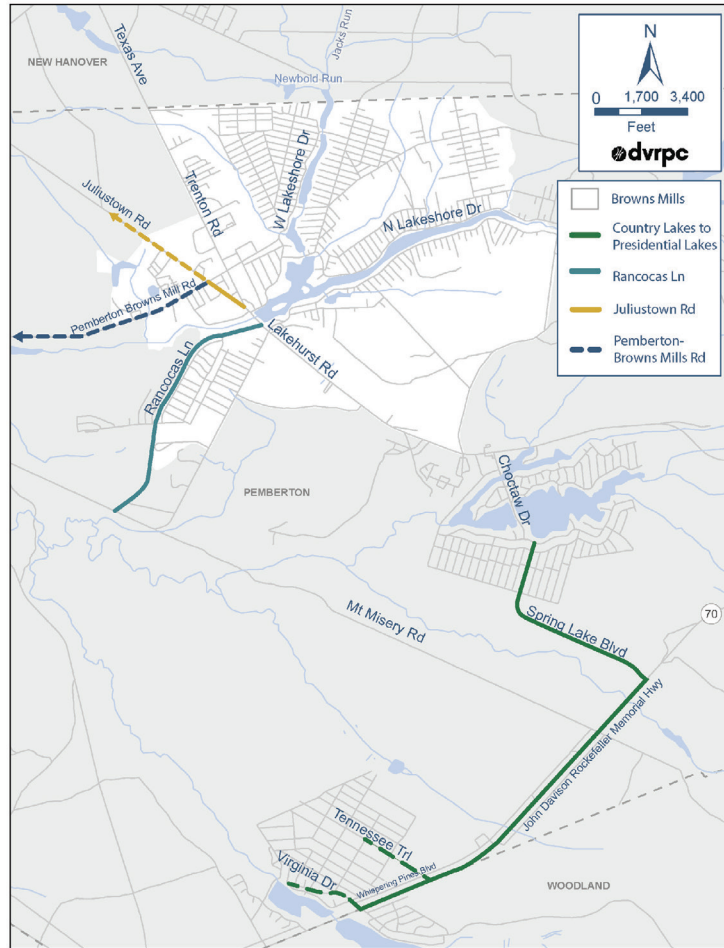 NEW HANOVER
Texas Ave
Jacks Run
Newbold Run
N
0 1,700 3,400
Feet
dvrpc
Browns Mills
Country Lakes to
Presidential Lakes
Rancocas Ln
Juliustown Rd
Pemberton-
Browns Mills Rd
Juliustown Rd
Trenton Rd
W Lakeshore Dr
N Lakeshore Dr
Pemberton Browns Mill Rd
Lakehurst Rd
Rancocas Ln
PEMBERTON
Choctaw Dr
Mt Misery Rd
Spring Lake Blvd
70
John Davison Rockefeller Memorial Hwy
Tennessee Trl
Virginia Dr
Whispering Pines Blvd
WOODLAND